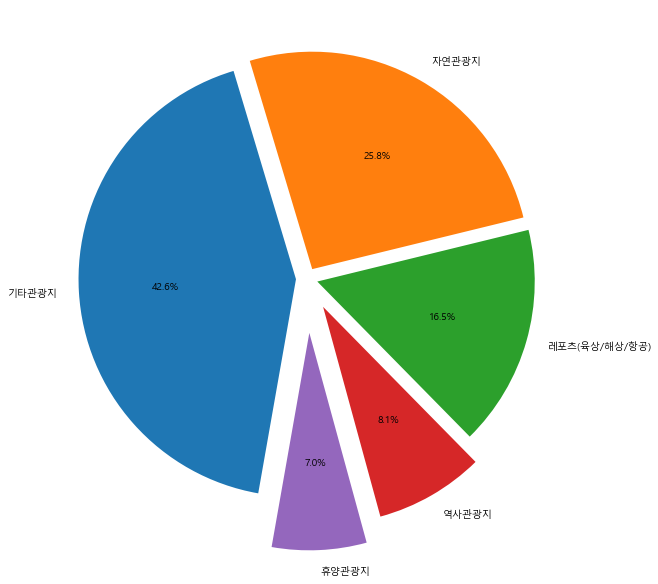 자연관광지
25.8%
42.6%
기타관광지
16.5%
레포츠(육상/해상/항공)
8.1%
7.0%
역사관광지
휴양관광지